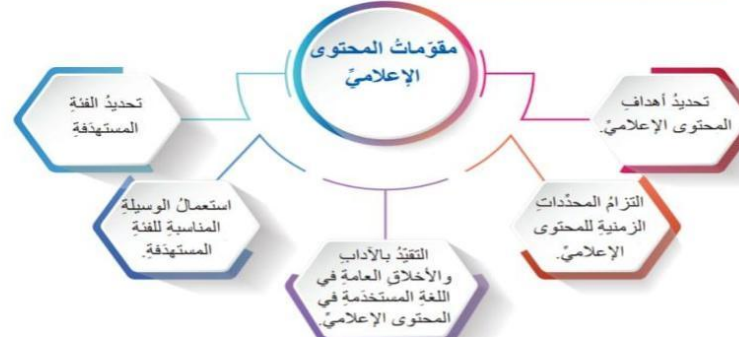 مقوّماتُ المحتوى
الإعلاميِّ
تحديدُ أهدافِ
المحتوى الإعلاميِّ.
التزامُ المحدِّداتِ
الزمنيةِ للمحتوى
الإعلاميِّ.
التقيّدُ بالآدابِ
والأخلاقِ العامةِ في
اللغةِ المستخدَمةِ في
المحتوى الإعلاميِّ.
استعمالُ الوسيلةِ
المناسبةِ للفئةِ
المستهدَفةِ.
تحديدُ الفئةِ
المستهدَفةِ